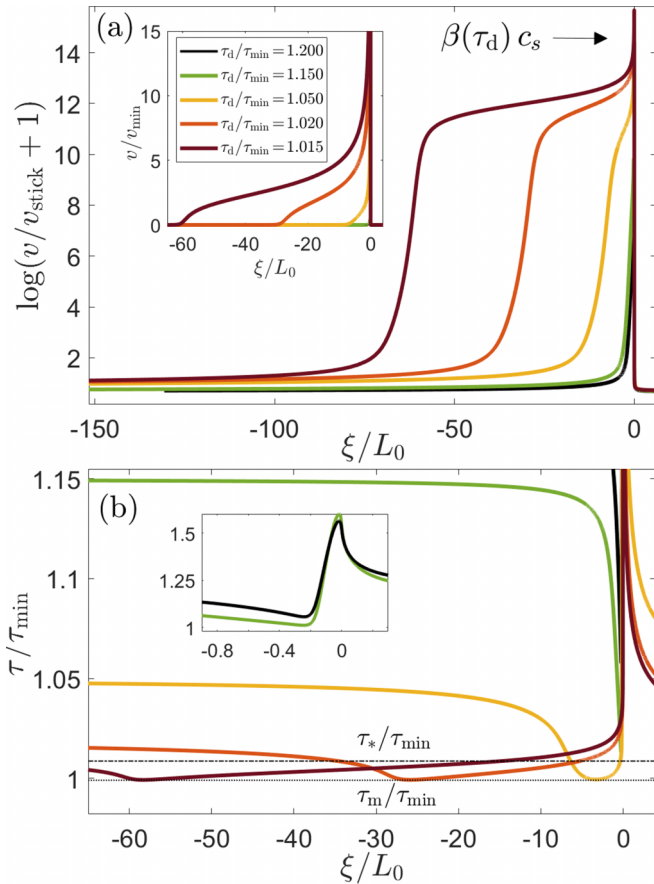 (a)
β(τd) cs
τd/τmin = 1.200
τd/τmin = 1.150
τd/τmin = 1.050
τd/τmin = 1.020
τd/τmin = 1.015
v/vmin
15
10
5
0
-60 -40 -20 0
ξ/L0
log(v/vstick + 1)
14
12
10
8
6
4
2
-150 -100 -50 0
ξ/L0
(b)
τ/τmin
1.15
1.1
1.05
1
1.5
1.25
1
-0.8 -0.4 0
τ*/τmin
τm/τmin
-60 -50 -40 -30 -20 -10 0
ξ/L0